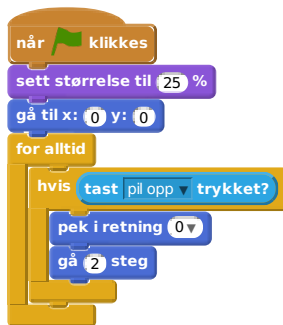 når klikkes
sett størrelse til 25 %
gå til x: 0 y: 0
for alltid
hvis tast pil opp trykket?
pek i retning 0
gå 2 steg